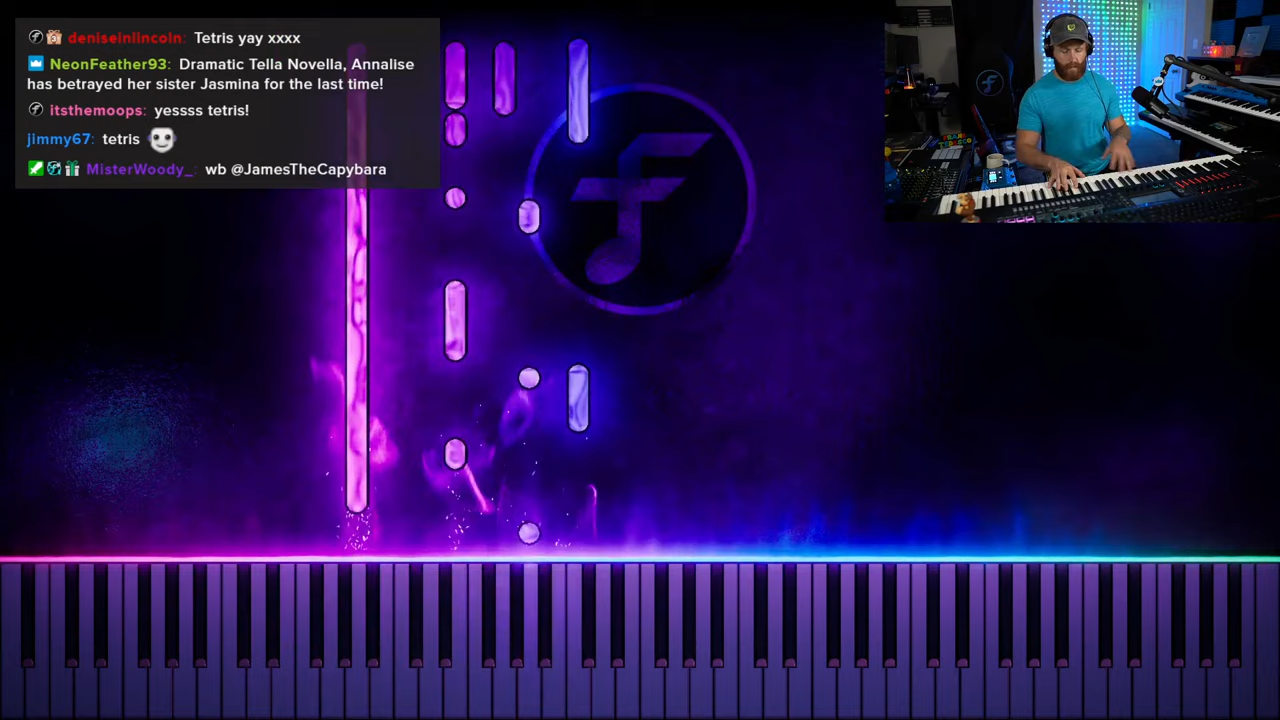 deniseinlincoln: Tetris yay xxxx
NeonFeather93: Dramatic Tella Novella, Annalise
has betrayed her sister Jasmina for the last time!
itsthemoops: yessss tetris!
jimmy67: tetris
MisterWoody_: wb @JamesTheCapybara